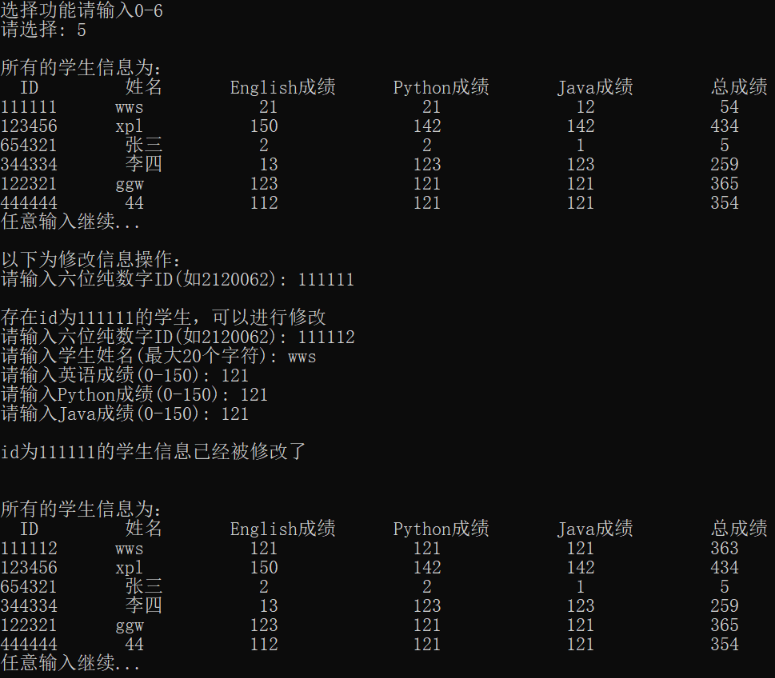 选择功能请输入0-6
请选择: 5
所有的学生信息为:
ID 姓名 English成绩 Python成绩 Java成绩 总成绩
111111 wws 21 21 12 54
123456 xpl 150 142 142 434
654321 张三 2 2 1 5
344334 李四 13 123 123 259
122321 ggw 123 121 121 365
444444 44 112 121 121 354
任意输入继续...
以下为修改信息操作:
请输入六位纯数字ID(如2120062): 111111
存在id为111111的学生，可以进行修改
请输入六位纯数字ID(如2120062): 111112
请输入学生姓名(最大20个字符): wws
请输入英语成绩(0-150): 121
请输入Python成绩(0-150): 121
请输入Java成绩(0-150): 121
id为111111的学生信息已经被修改了
所有的学生信息为:
ID 姓名 English成绩 Python成绩 Java成绩 总成绩
111112 wws 121 121 121 363
123456 xpl 150 142 142 434
654321 张三 2 2 1 5
344334 李四 13 123 123 259
122321 ggw 123 121 121 365
444444 44 112 121 121 354
任意输入继续...